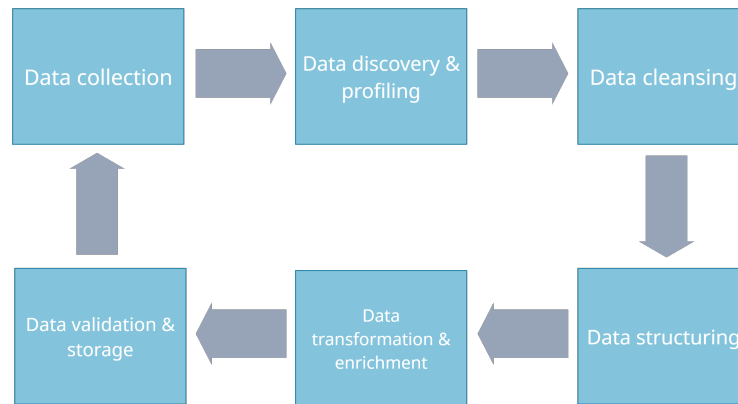 Data collection
Data discovery &
profiling
Data cleansing
Data validation &
storage
Data
transformation &
enrichment
Data structuring